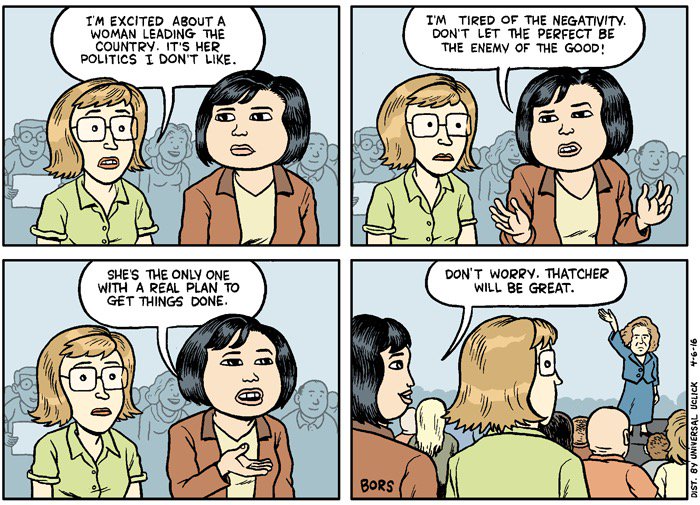 I'M EXCITED ABOUT A
WOMAN LEADING THE
COUNTRY. IT'S HER
POLITICS I DON'T LIKE.
I'M TIRED OF THE NEGATIVITY.
DON'T LET THE PERFECT BE
THE ENEMY OF THE GOOD!
SHE'S THE ONLY ONE
WITH A REAL PLAN TO
GET THINGS DONE.
DON'T WORRY. THATCHER
WILL BE GREAT.
BORS
DIST. BY UNIVERSAL UCLICK 4-6-16